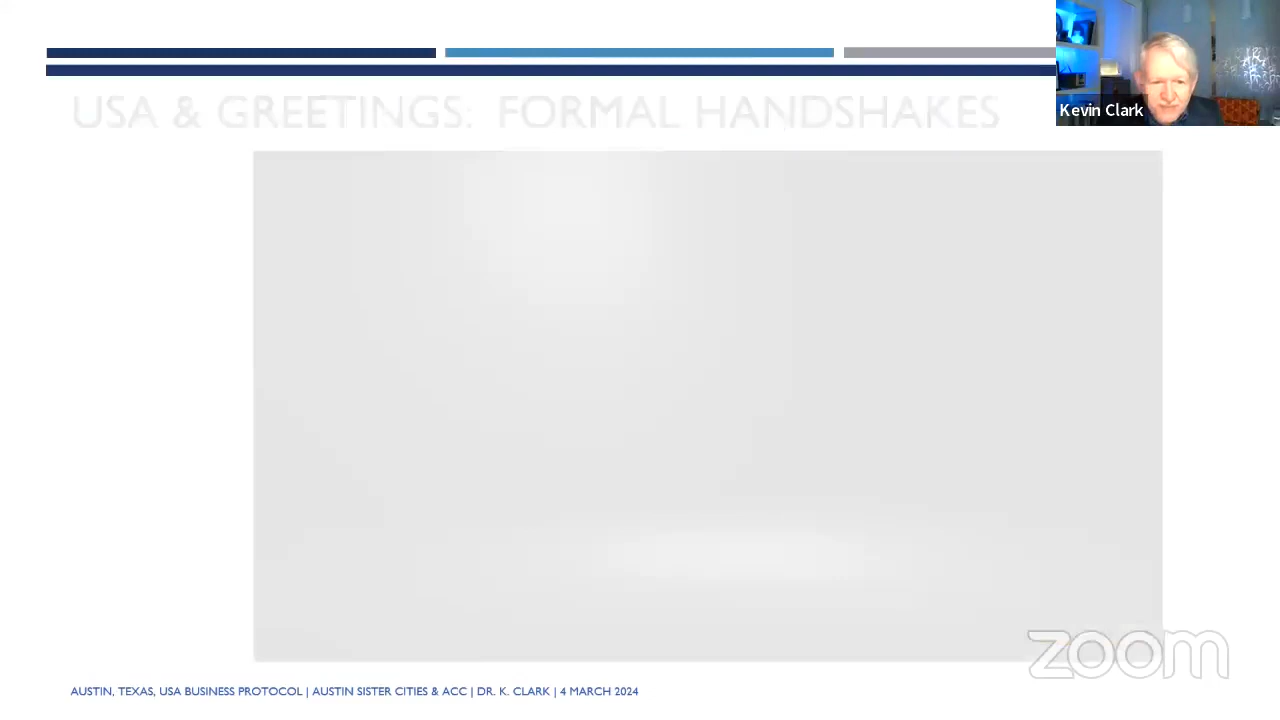 USA & GREETINGS: FORMAL HANDSHAKES
Kevin Clark
zoom
AUSTIN, TEXAS, USA BUSINESS PROTOCOL | AUSTIN SISTER CITIES & ACC | DR. K. CLARK | 4 MARCH 2024